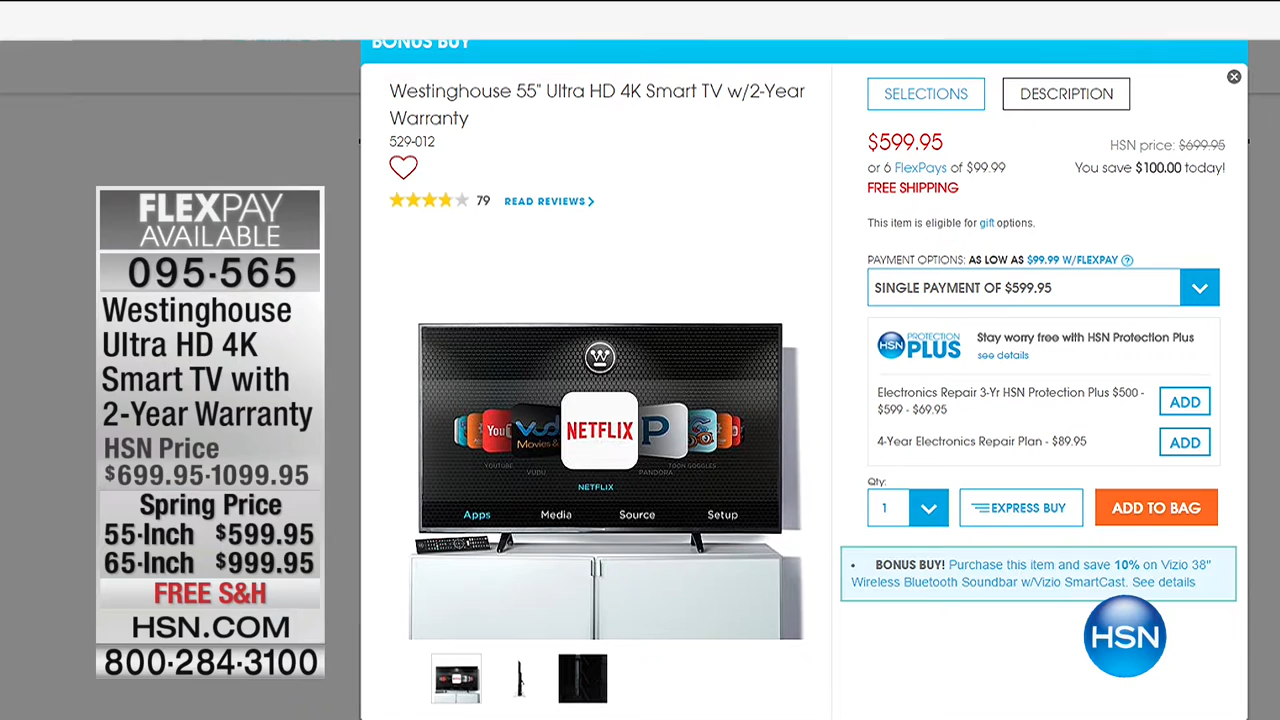 BONUS BUY
FLEXPAY
AVAILABLE
095-565
Westinghouse
Ultra HD 4K
Smart TV with
2-Year Warranty
HSN Price
$699.95-1099.95
Spring Price
55-Inch $599.95
65-Inch $999.95
FREE S&H
HSN.COM
800-284-3100
Westinghouse 55" Ultra HD 4K Smart TV w/2-Year
Warranty
529-012
79 READ REVIEWS
YouT
Vudu
Movies &
NETFLIX
P
YOUTUBE
VUDU
PANDORA
TOON GOGGLES
NETFLIX
Apps Media Source Setup
SELECTIONS DESCRIPTION
$599.95 HSN price: $699.95
or 6 FlexPays of $99.99 You save $100.00 today!
FREE SHIPPING
This item is eligible for gift options.
PAYMENT OPTIONS: AS LOW AS $99.99 W/FLEXPAY ?
SINGLE PAYMENT OF $599.95
HSN PROTECTION PLUS
Stay worry free with HSN Protection Plus
see details
Electronics Repair 3-Yr HSN Protection Plus $500 -
$599 - $69.95 ADD
4-Year Electronics Repair Plan - $89.95 ADD
Qty:
1 EXPRESS BUY ADD TO BAG
• BONUS BUY! Purchase this item and save 10% on Vizio 38"
Wireless Bluetooth Soundbar w/Vizio SmartCast. See details
HSN